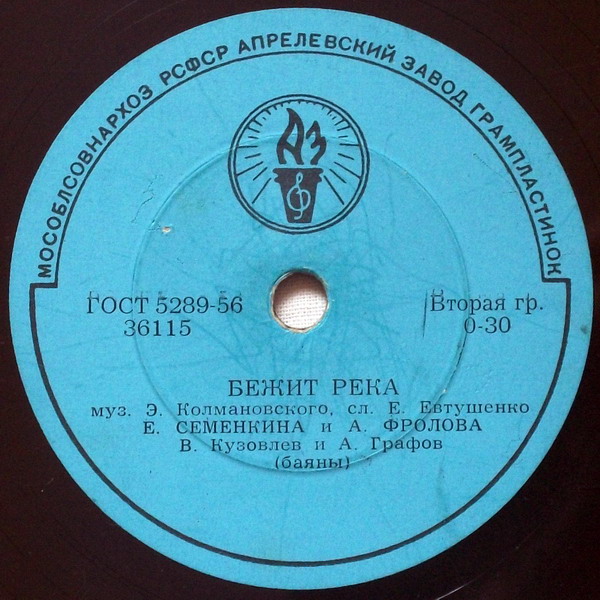 МОСОБЛСОВНАРХОЗ РСФСР АПРЕЛЕВСКИЙ ЗАВОД ГРАМПЛАСТИНОК
АЗ
ГОСТ 5289-56
36115
Вторая гр.
0-30
БЕЖИТ РЕКА
муз. Э. Колмановского, сл. Е. Евтушенко
Е. СЕМЕНКИНА и А. ФРОЛОВА
В. Кузовлев и А. Графов
(баяны)